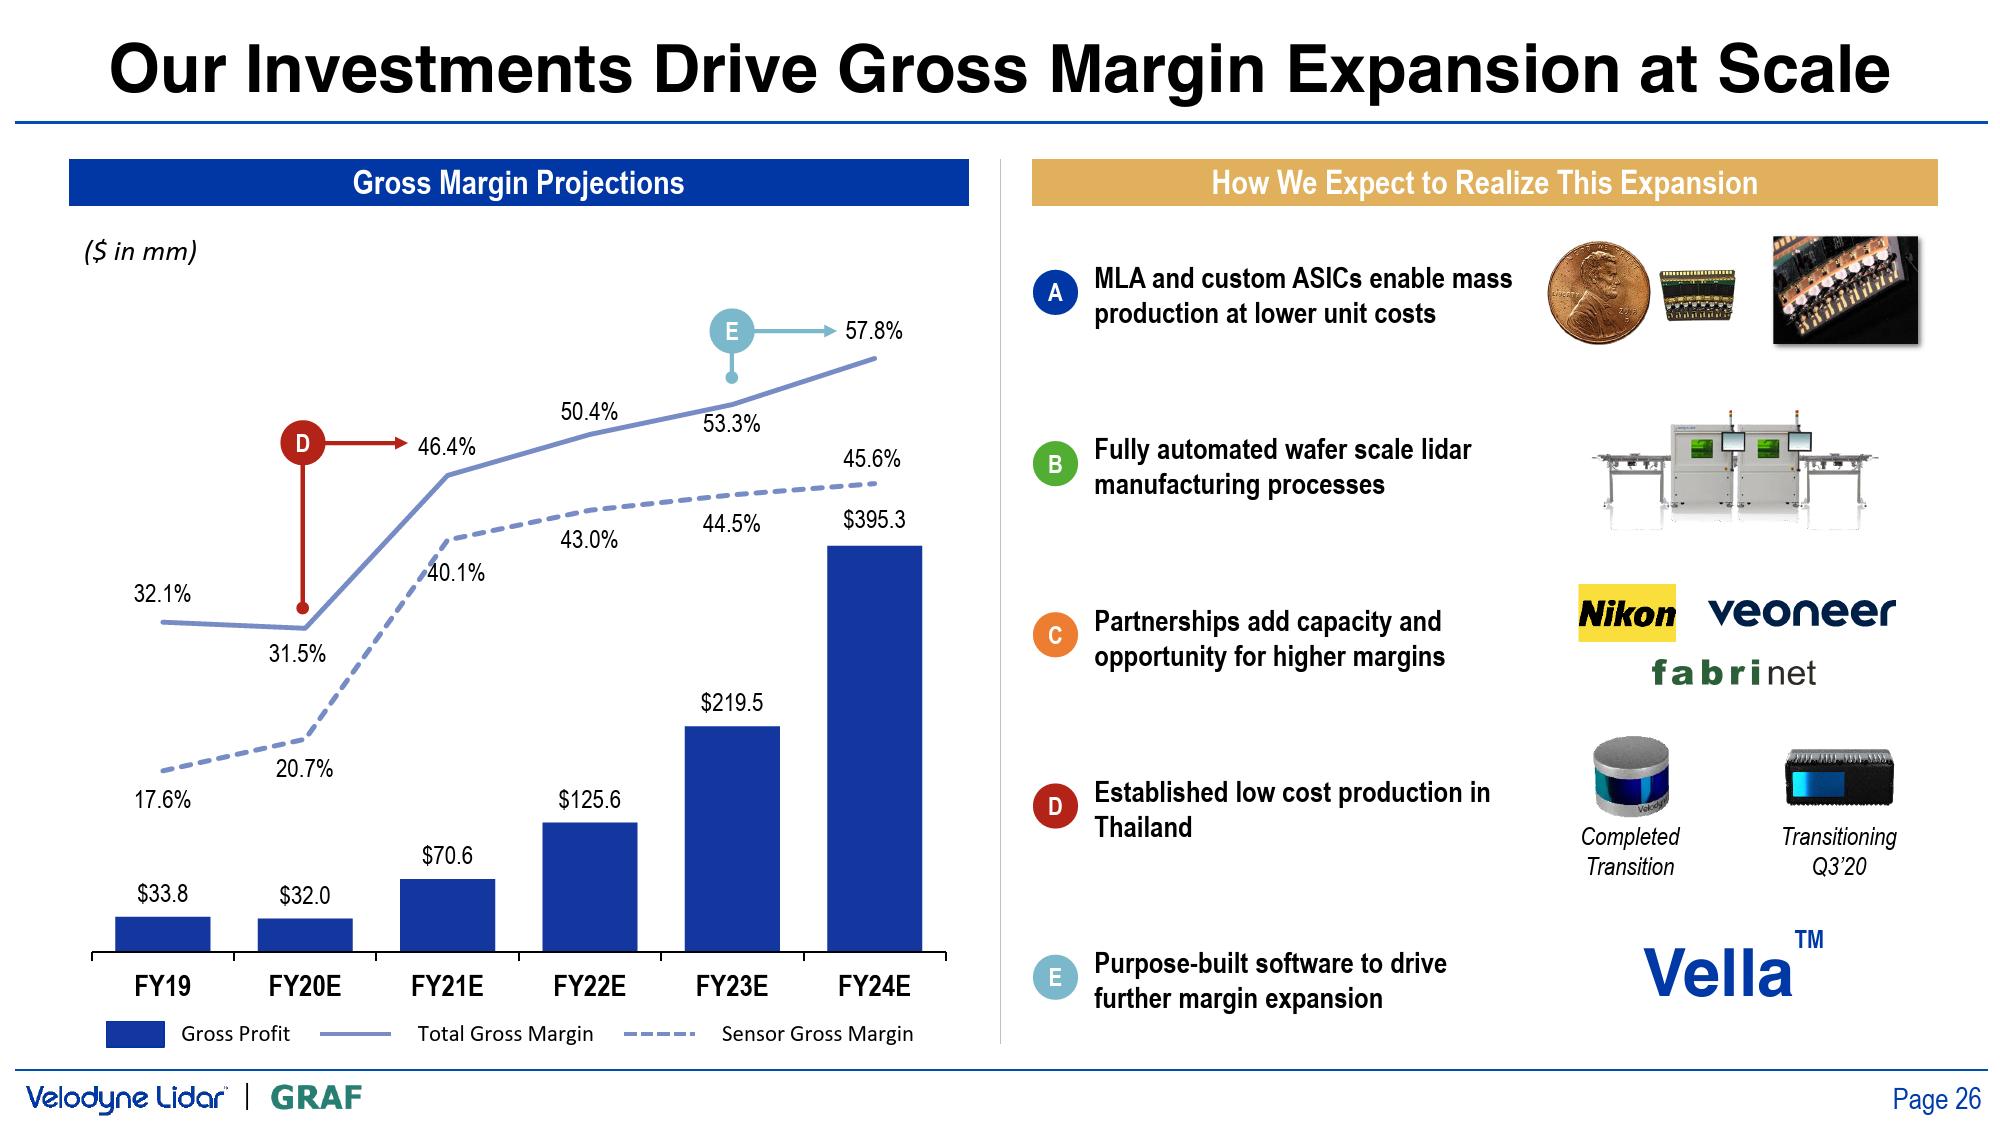 Our Investments Drive Gross Margin Expansion at Scale
Gross Margin Projections
($ in mm)
E
57.8%
50.4%
53.3%
D
46.4%
45.6%
44.5%
43.0%
40.1%
32.1%
31.5%
20.7%
17.6%
$395.3
$219.5
$125.6
$70.6
$33.8
$32.0
FY19
FY20E
FY21E
FY22E
FY23E
FY24E
Gross Profit
Total Gross Margin
Sensor Gross Margin
How We Expect to Realize This Expansion
A
MLA and custom ASICs enable mass
production at lower unit costs
B
Fully automated wafer scale lidar
manufacturing processes
C
Partnerships add capacity and
opportunity for higher margins
Nikon
veoneer
fabrinet
D
Established low cost production in
Thailand
Velodyne
Completed
Transition
Transitioning
Q3'20
E
Purpose-built software to drive
further margin expansion
Vella™
Velodyne Lidar | GRAF
Page 26